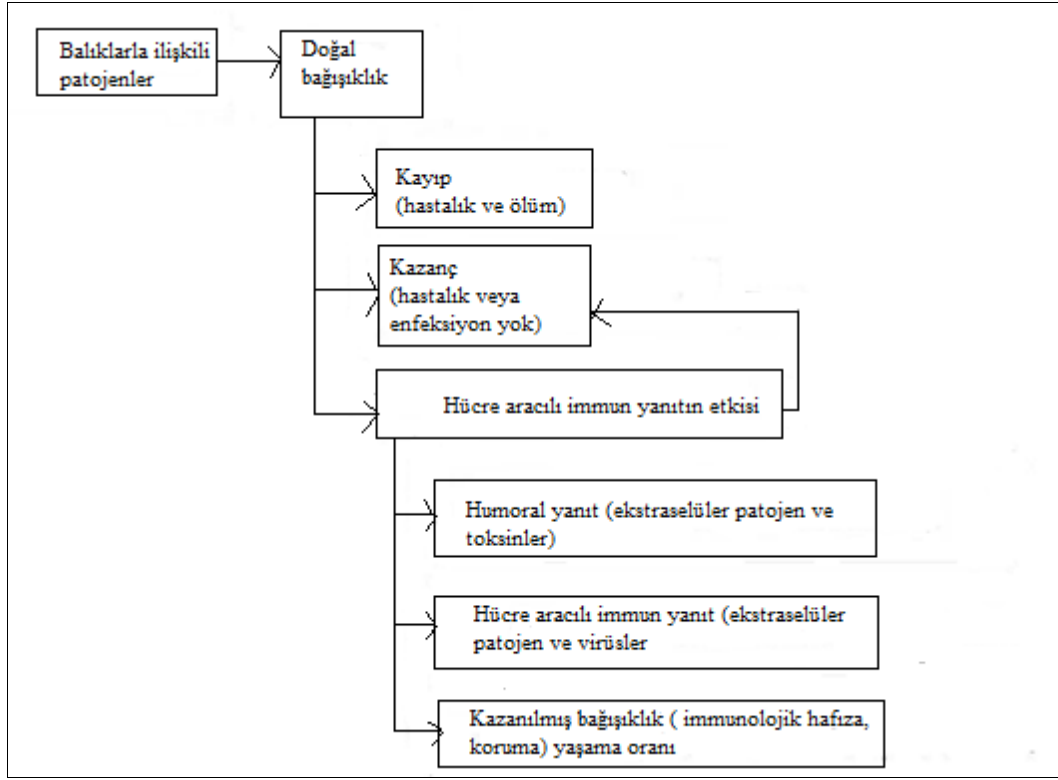 Balıklarla ilişkili
patojenler
Doğal
bağışıklık
Kayıp
(hastalık ve ölüm)
Kazanç
(hastalık veya
enfeksiyon yok)
Hücre aracılı immun yanıtın etkisi
Humoral yanıt (ekstraselüler patojen ve
toksinler)
Hücre aracılı immun yanıt (ekstraselüler
patojen ve virüsler
Kazanılmış bağışıklık ( immunolojik hafıza,
koruma) yaşama oranı